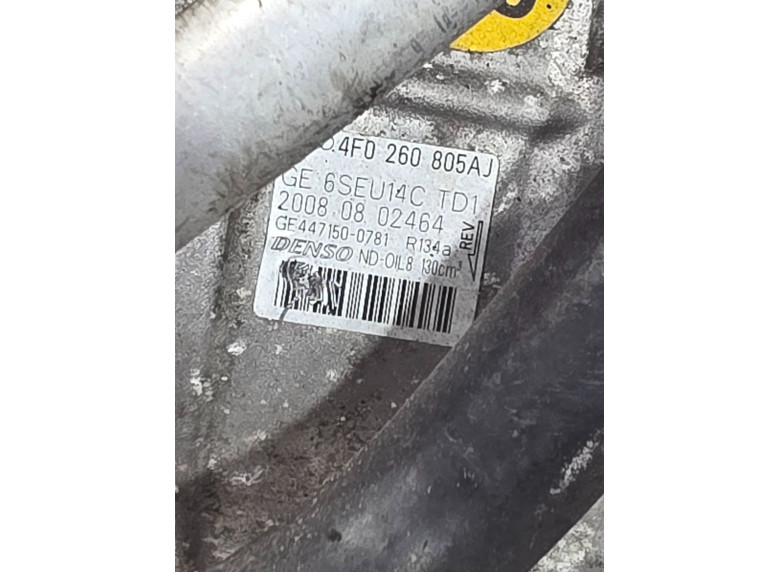 .4F0 260 805AJ
GE 6SEU14C TD1
2008 08 02464
GE447150-0781 R134a
DENSO ND-OIL8 130cm³
REV